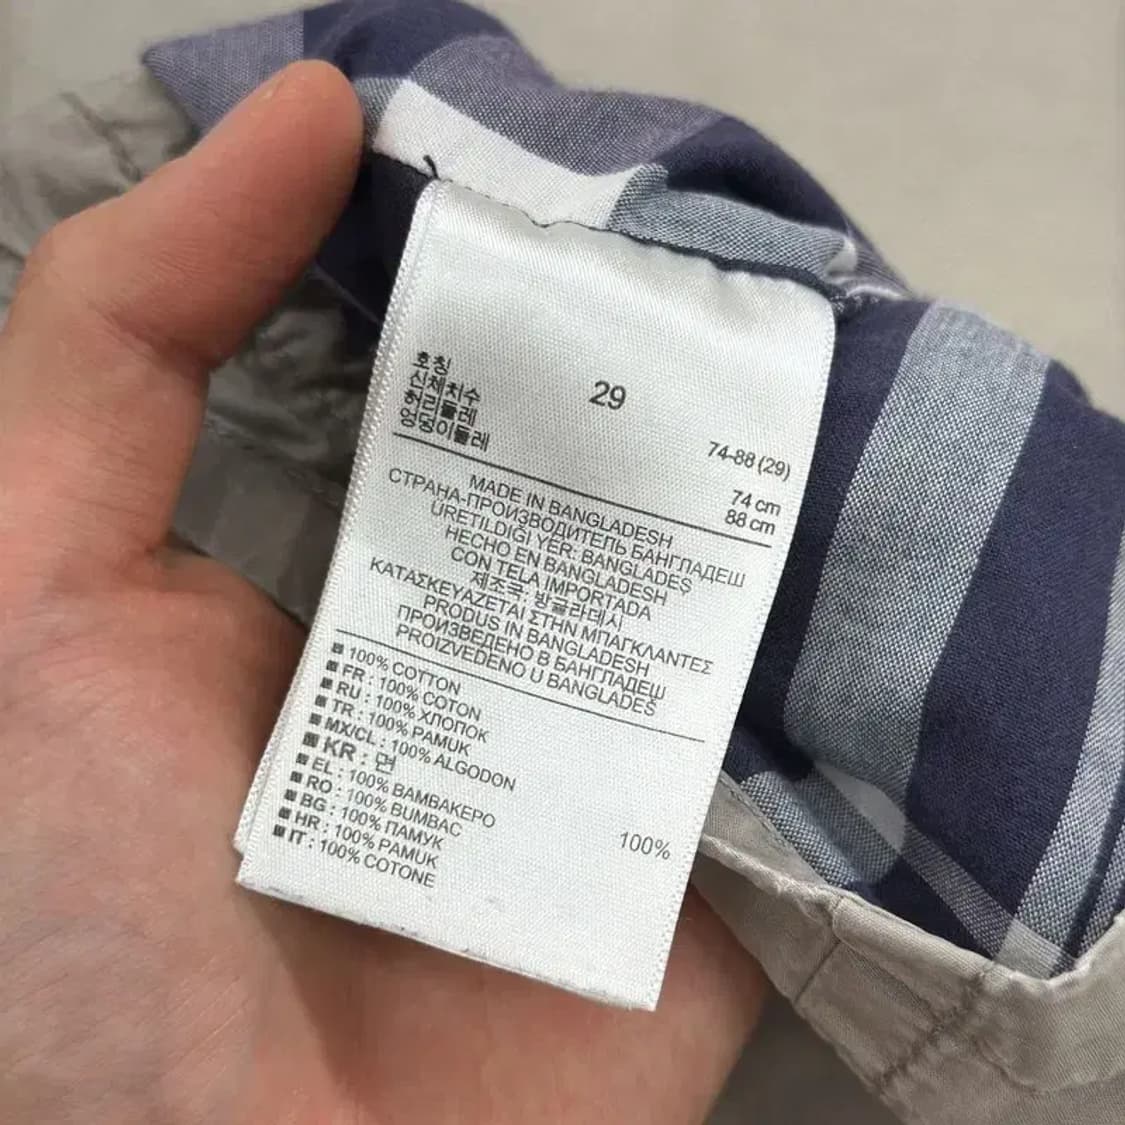 호칭 29
신체치수 74-88 (29)
허리둘레 74 cm
엉덩이둘레 88 cm
MADE IN BANGLADESH
СТРАНА-ПРОИЗВОДИТЕЛЬ БАНГЛАДЕШ
ÜRETILDIĞI YER: BANGLADEŞ
HECHO EN BANGLADESH
CON TELA IMPORTADA
제조국: 방글라데시
ΚΑΤΑΣΚΕΥΑΖΕΤΑΙ ΣΤΗΝ ΜΠΑΓΚΛΑΝΤΕΣ
PRODUS IN BANGLADESH
ПРОИЗВЕДЕНО В БАНГЛАДЕШ
PROIZVEDENO U BANGLADEŠ
100% COTTON
FR : 100% COTON
RU : 100% ХЛОПОК
TR : 100% PAMUK
MX/CL : 100% ALGODON
KR : 면 100%
EL : 100% ΒΑΜΒΑΚΕΡΟ
RO : 100% BUMBAC
BG : 100% ПАМУК
HR : 100% PAMUK
IT : 100% COTONE